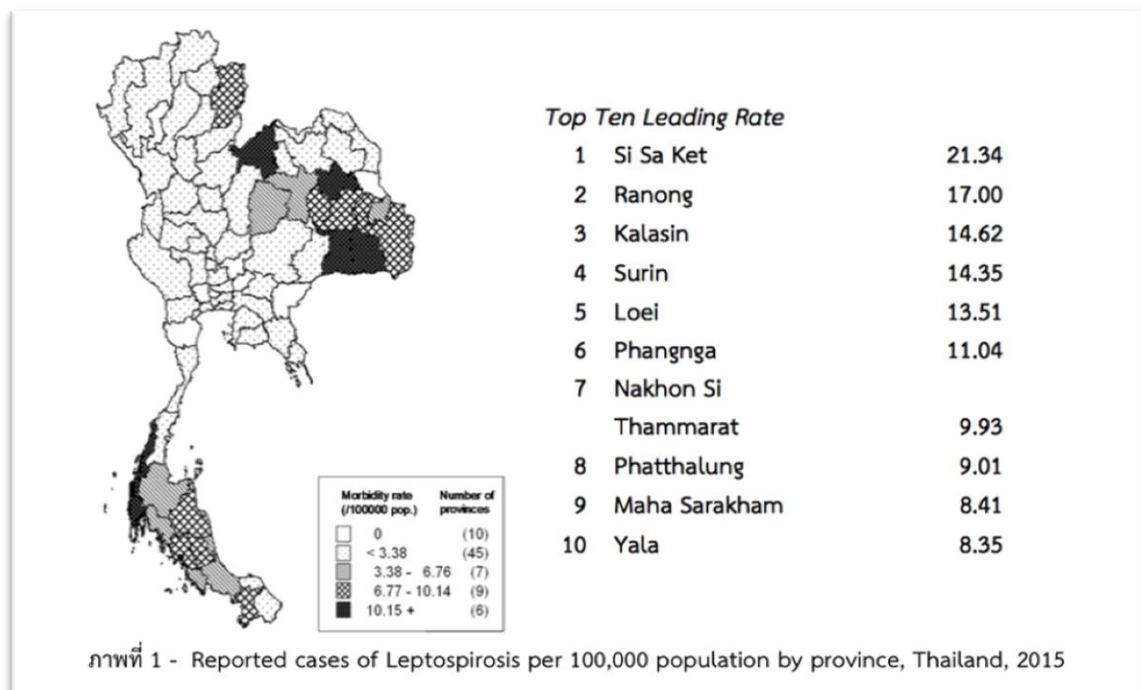 Top Ten Leading Rate
1 Si Sa Ket 21.34
2 Ranong 17.00
3 Kalasin 14.62
4 Surin 14.35
5 Loei 13.51
6 Phangnga 11.04
7 Nakhon Si
Thammarat 9.93
8 Phatthalung 9.01
9 Maha Sarakham 8.41
10 Yala 8.35
Morbidity rate Number of
(/100000 pop.) provinces
0 (10)
< 3.38 (45)
3.38 - 6.76 (7)
6.77 - 10.14 (9)
10.15 + (6)
ภาพที่ 1 - Reported cases of Leptospirosis per 100,000 population by province, Thailand, 2015